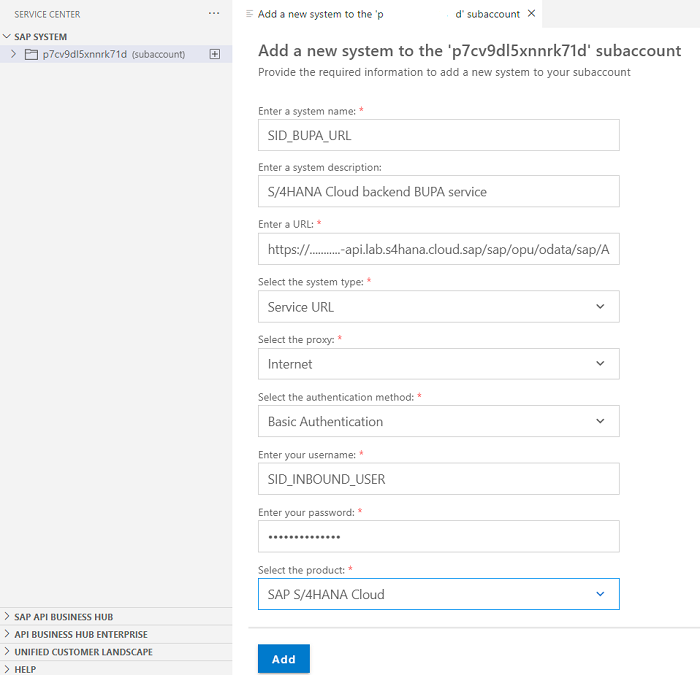 SERVICE CENTER
···
SAP SYSTEM
p7cv9dl5xnnrk71d (subaccount)
SAP API BUSINESS HUB
API BUSINESS HUB ENTERPRISE
UNIFIED CUSTOMER LANDSCAPE
HELP
Add a new system to the 'p d' subaccount
Add a new system to the 'p7cv9dl5xnnrk71d' subaccount
Provide the required information to add a new system to your subaccount
Enter a system name: *
SID_BUPA_URL
Enter a system description:
S/4HANA Cloud backend BUPA service
Enter a URL: *
https://...........-api.lab.s4hana.cloud.sap/sap/opu/odata/sap/A
Select the system type: *
Service URL
Select the proxy: *
Internet
Select the authentication method: *
Basic Authentication
Enter your username: *
SID_INBOUND_USER
Enter your password: *
••••••••••••••
Select the product: *
SAP S/4HANA Cloud
Add